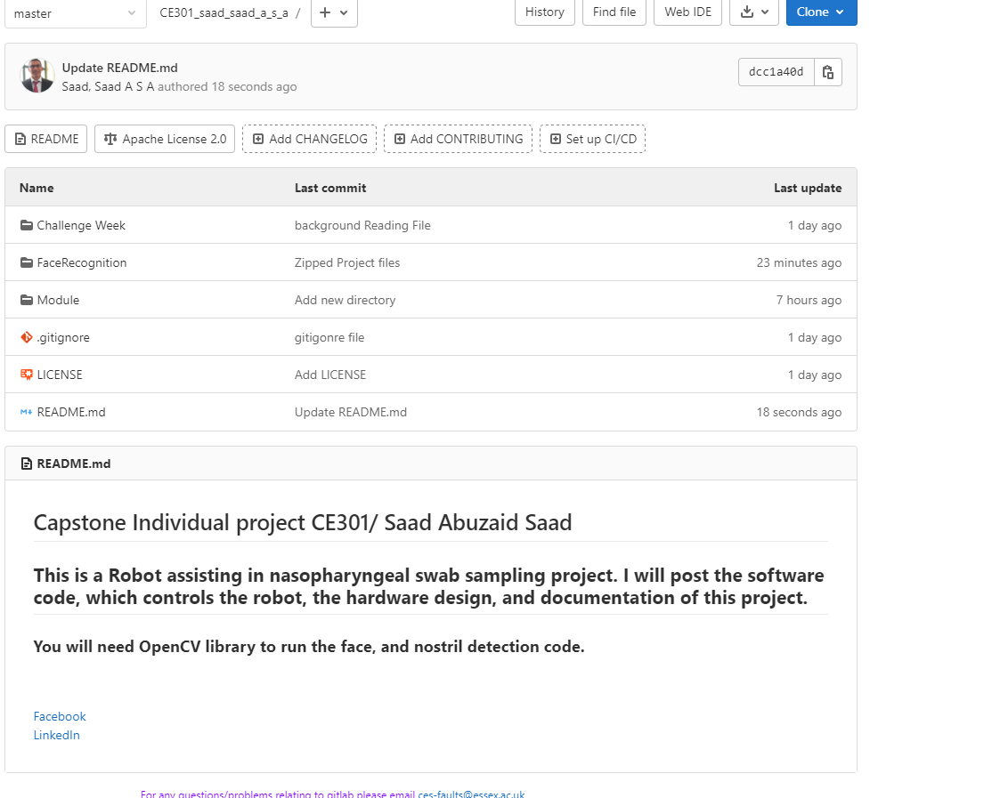 master
CE301_saad_saad_a_s_a /
History
Find file
Web IDE
Clone
Update README.md
Saad, Saad A S A authored 18 seconds ago
dcc1a40d
README
Apache License 2.0
Add CHANGELOG
Add CONTRIBUTING
Set up CI/CD
Name Last commit Last update
Challenge Week background Reading File 1 day ago
FaceRecognition Zipped Project files 23 minutes ago
Module Add new directory 7 hours ago
.gitignore gitigonre file 1 day ago
LICENSE Add LICENSE 1 day ago
README.md Update README.md 18 seconds ago
README.md
Capstone Individual project CE301/ Saad Abuzaid Saad
This is a Robot assisting in nasopharyngeal swab sampling project. I will post the software
code, which controls the robot, the hardware design, and documentation of this project.
You will need OpenCV library to run the face, and nostril detection code.
Facebook
LinkedIn
For any questions/problems relating to gitlab please email ces-faults@essex.ac.uk